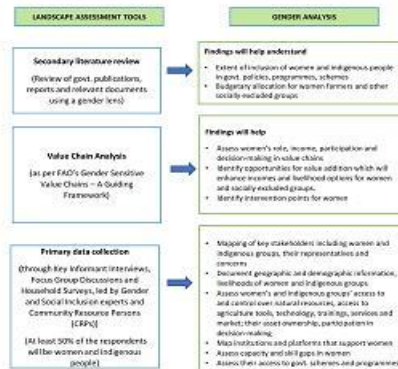 LANDSCAPE ASSESSMENT TOOLS
GENDER ANALYSIS
Secondary literature review
(Review of govt. publications,
reports and relevant documents
using a gender lens)
Findings will help understand
• Extent of inclusion of women and indigenous people
in govt. policies, programmes, schemes
• Budgetary allocation for women farmers and other
socially excluded groups
Value Chain Analysis
(as per FAO's Gender Sensitive
Value Chains – A Guiding
Framework)
Findings will help
• Assess women's role, income, participation and
decision-making in value chains
• Identify opportunities for value addition which will
enhance incomes and livelihood options for women
and socially excluded groups.
• Identify intervention points for women
Primary data collection
(through Key Informant Interviews,
Focus Group Discussions and
Household Surveys, led by Gender
and Social Inclusion experts and
Community Resource Persons
(CRPs))
(At least 50% of the respondents
will be women and indigenous
people)
• Mapping of key stakeholders including women and
indigenous groups, their representatives and
concerns
• Document geographic and demographic information,
livelihoods of women and indigenous groups.
• Assess women's and indigenous groups' access to
and control over natural resources, access to
agriculture tools, technology, trainings, services and
market; their asset ownership, participation in
decision-making
• Map institutions and platforms that support women
• Assess capacity and skill gaps in women
• Assess their access to govt. schemes and programmes